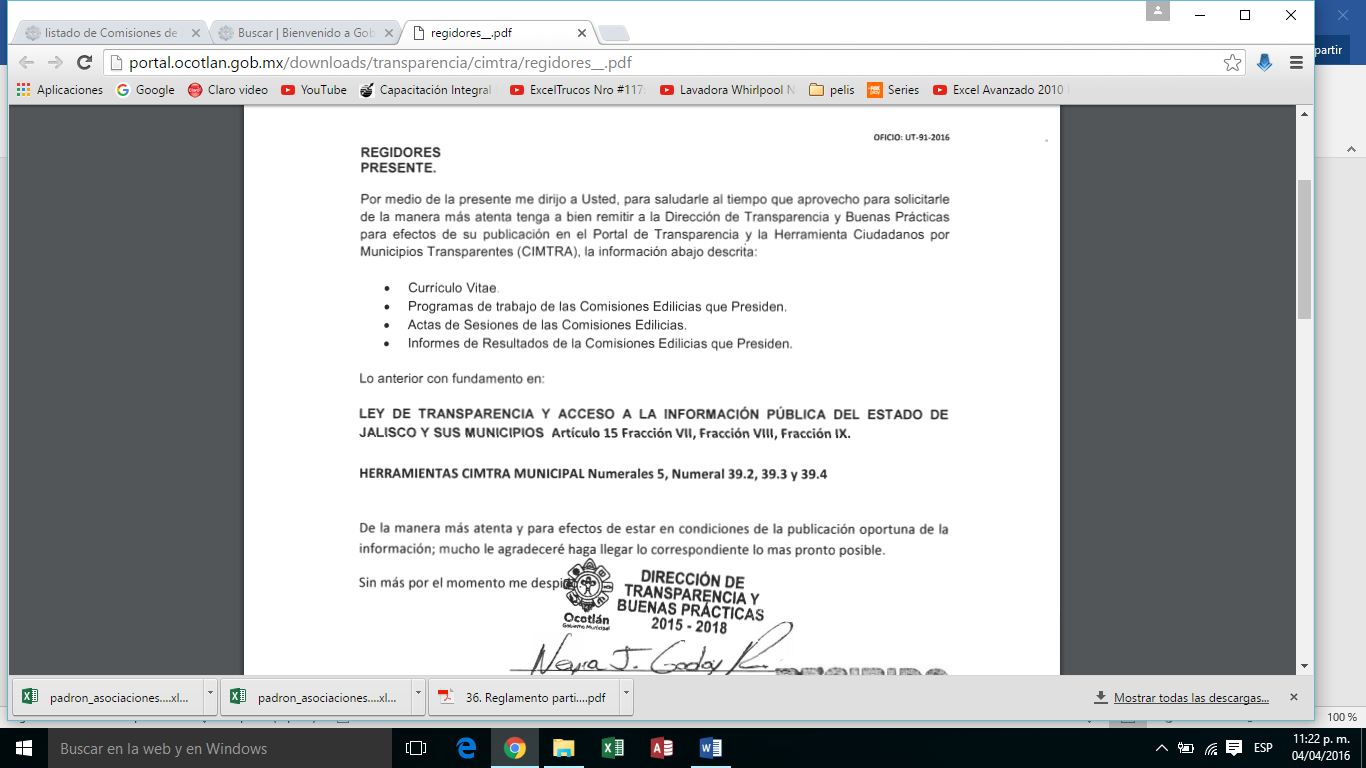 listado de Comisiones de
Buscar | Bienvenido a Gob
regidores__.pdf
partir
portal.ocotlan.gob.mx/downloads/transparencia/cimtra/regidores__.pdf
Aplicaciones
Google
Claro video
YouTube
Capacitación Integral
ExcelTrucos Nro #117:
Lavadora Whirlpool N
pelis
Series
Excel Avanzado 2010
OFICIO: UT-91-2016
REGIDORES
PRESENTE.
Por medio de la presente me dirijo a Usted, para saludarle al tiempo que aprovecho para solicitarle
de la manera más atenta tenga a bien remitir a la Dirección de Transparencia y Buenas Prácticas
para efectos de su publicación en el Portal de Transparencia y la Herramienta Ciudadanos por
Municipios Transparentes (CIMTRA), la información abajo descrita:
• Currículo Vitae.
• Programas de trabajo de las Comisiones Edilicias que Presiden.
• Actas de Sesiones de las Comisiones Edilicias.
• Informes de Resultados de la Comisiones Edilicias que Presiden.
Lo anterior con fundamento en:
LEY DE TRANSPARENCIA Y ACCESO A LA INFORMACIÓN PÚBLICA DEL ESTADO DE
JALISCO Y SUS MUNICIPIOS Artículo 15 Fracción VII, Fracción VIII, Fracción IX.
HERRAMIENTAS CIMTRA MUNICIPAL Numerales 5, Numeral 39.2, 39.3 y 39.4
De la manera más atenta y para efectos de estar en condiciones de la publicación oportuna de la
información; mucho le agradeceré haga llegar lo correspondiente lo mas pronto posible.
Sin más por el momento me despi
Ocotlán
Gobierno Municipal
DIRECCIÓN DE
TRANSPARENCIA Y
BUENAS PRÁCTICAS
2015 - 2018
Neyra J. Godoy R.
RECIBIDO
padron_asociaciones....xl...
padron_asociaciones....xl...
36. Reglamento parti....pdf
Mostrar todas las descargas...
100 %
Buscar en la web y en Windows
ESP
11:22 p. m.
04/04/2016